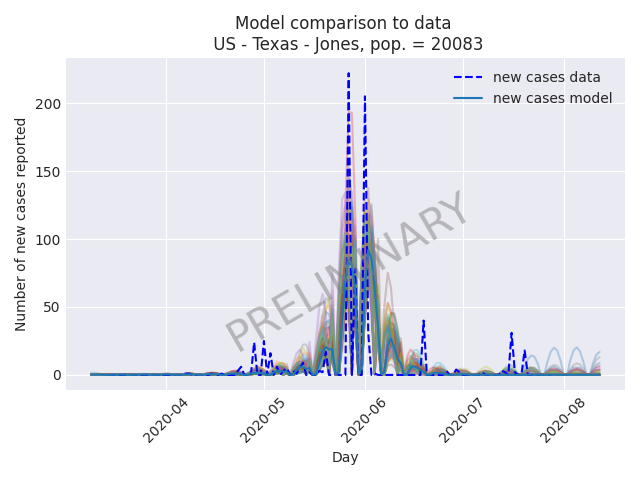 Model comparison to data
US - Texas - Jones, pop. = 20083
new cases data
new cases model
Number of new cases reported
200
150
100
50
0
PRELIMINARY
2020-04
2020-05
2020-06
2020-07
2020-08
Day